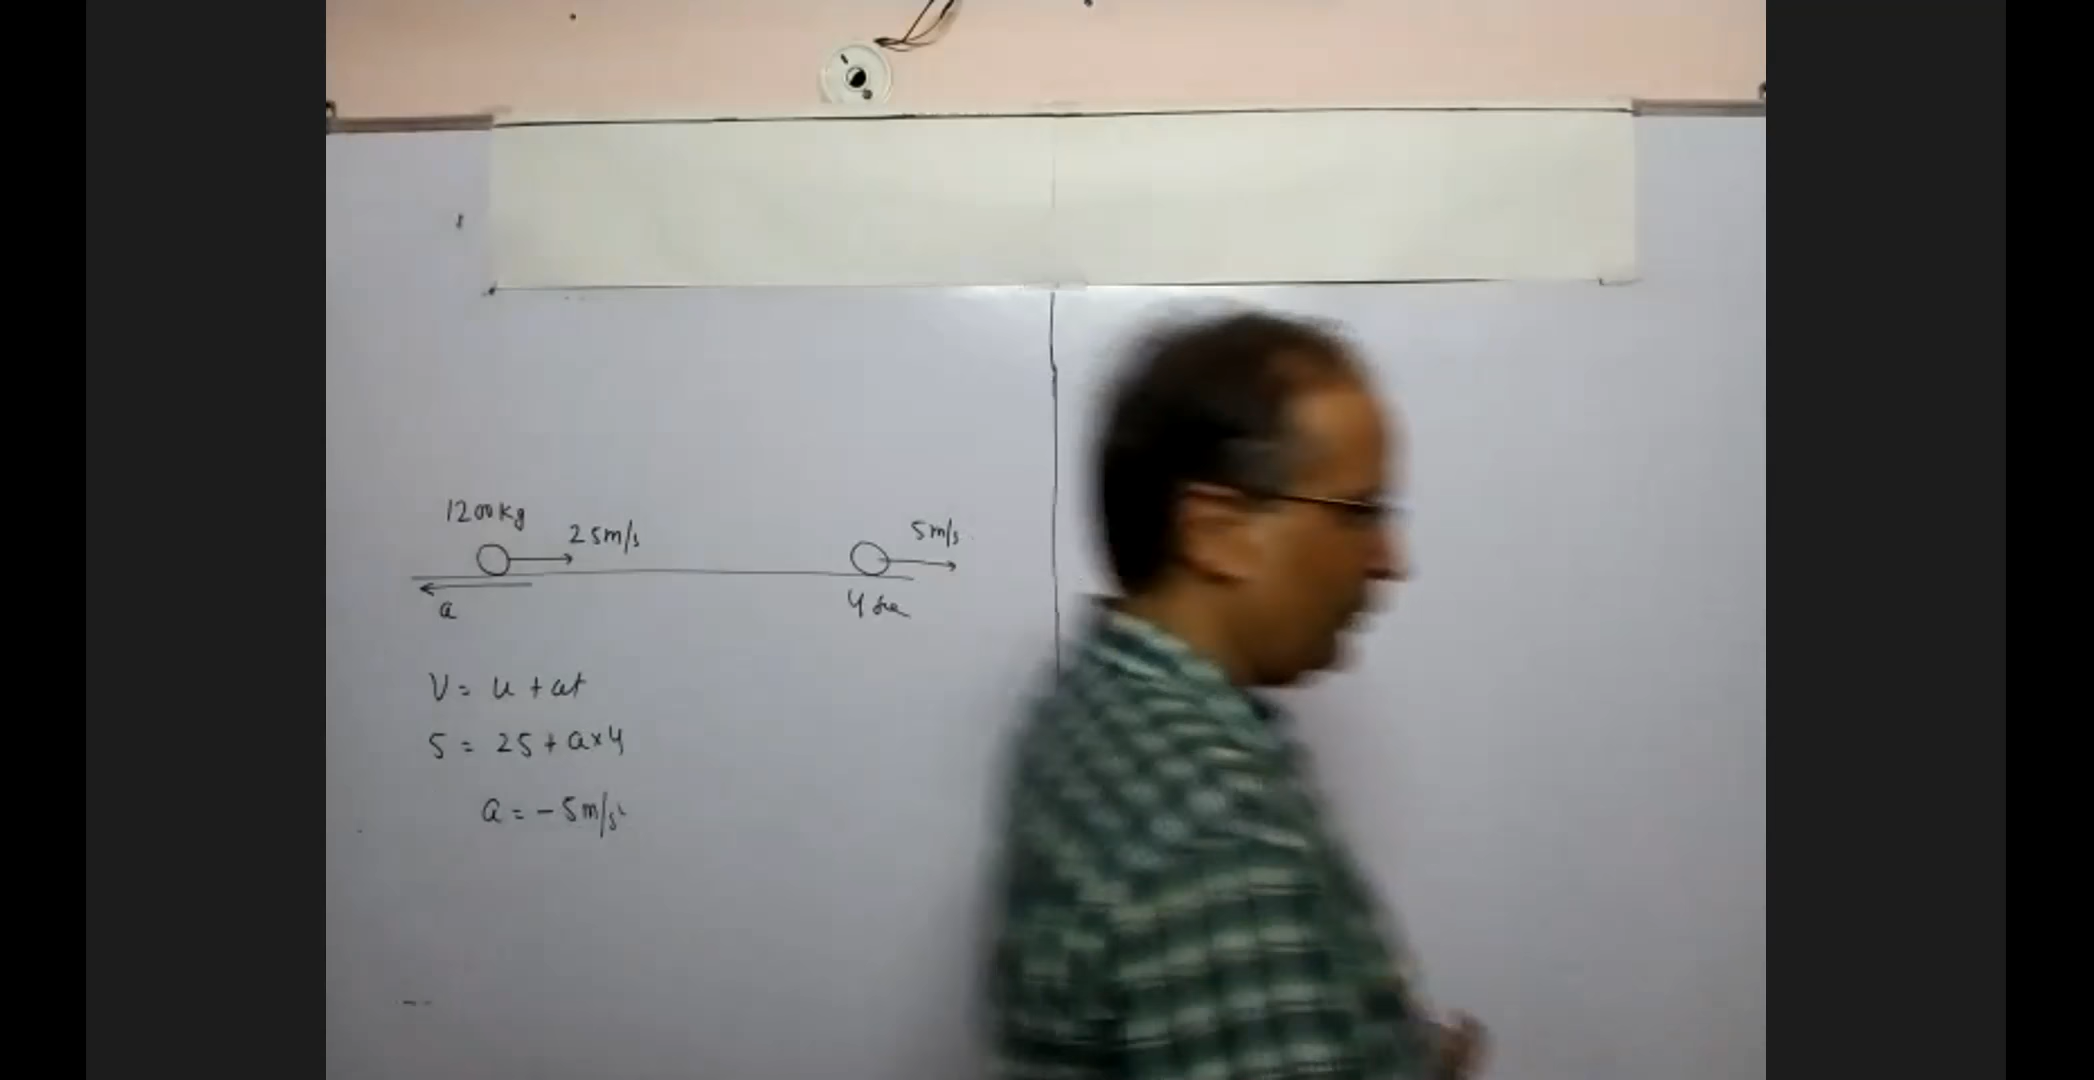 1200kg
25m/s
5m/s
a
4 sec
V = u + at
5 = 25 + a×4
a = - 5m/s²